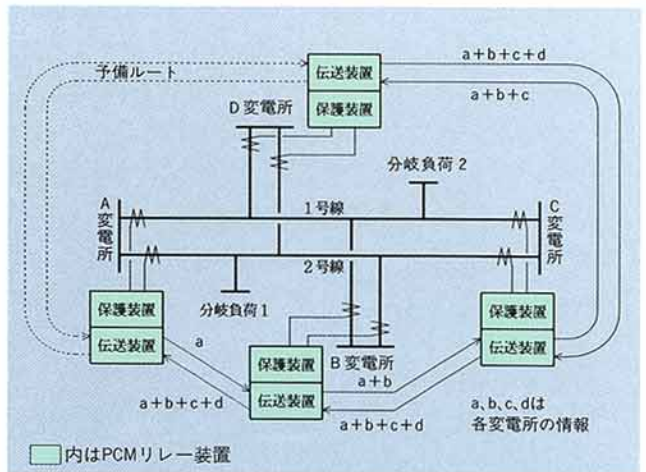 予備ルート
伝送装置
保護装置
a+b+c+d
a+b+c
D変電所
分岐負荷2
A変電所
1号線
C変電所
2号線
分岐負荷1
保護装置
伝送装置
a
a+b+c+d
保護装置
伝送装置
B変電所
a+b
a+b+c+d
保護装置
伝送装置
a、b、c、dは
各変電所の情報
内はPCMリレー装置